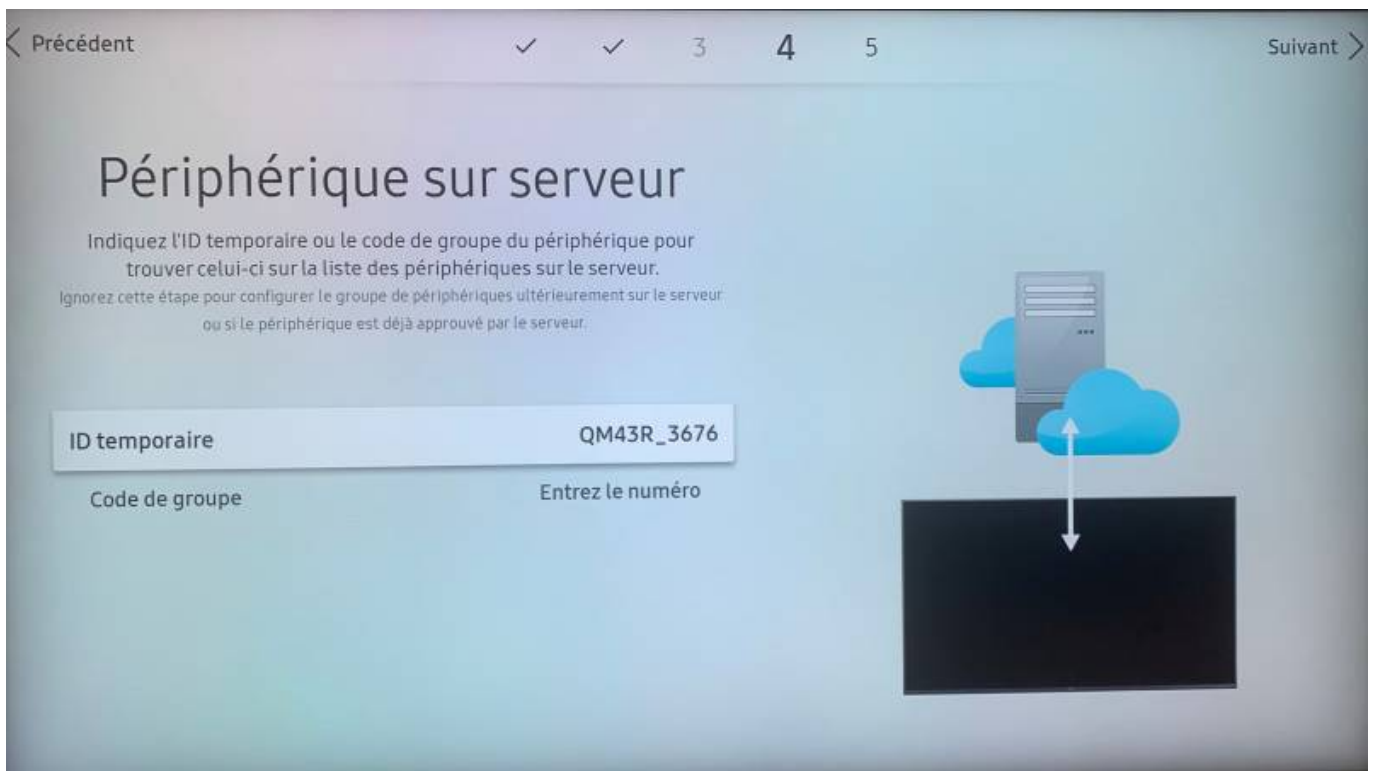 Précédent
3
4
5
Suivant
Périphérique sur serveur
Indiquez l'ID temporaire ou le code de groupe du périphérique pour
trouver celui-ci sur la liste des périphériques sur le serveur.
Ignorez cette étape pour configurer le groupe de périphériques ultérieurement sur le serveur
ou si le périphérique est déjà approuvé par le serveur.
ID temporaire QM43R_3676
Code de groupe Entrez le numéro